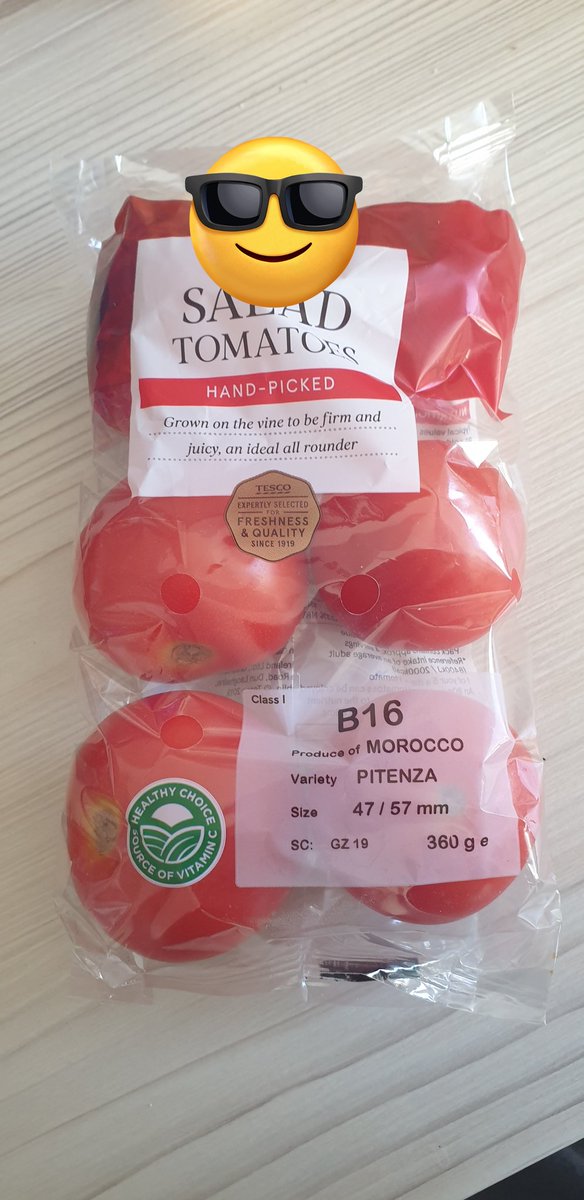 SALAD
TOMATOES
HAND-PICKED
Grown on the vine to be firm and
juicy, an ideal all rounder
TESCO
EXPERTLY SELECTED
FOR
FRESHNESS
& QUALITY
SINCE 1919
Class I
B16
Produce of MOROCCO
Variety PITENZA
Size 47 / 57 mm
SC: GZ 19 360 g e
HEALTHY CHOICE
SOURCE OF VITAMIN C